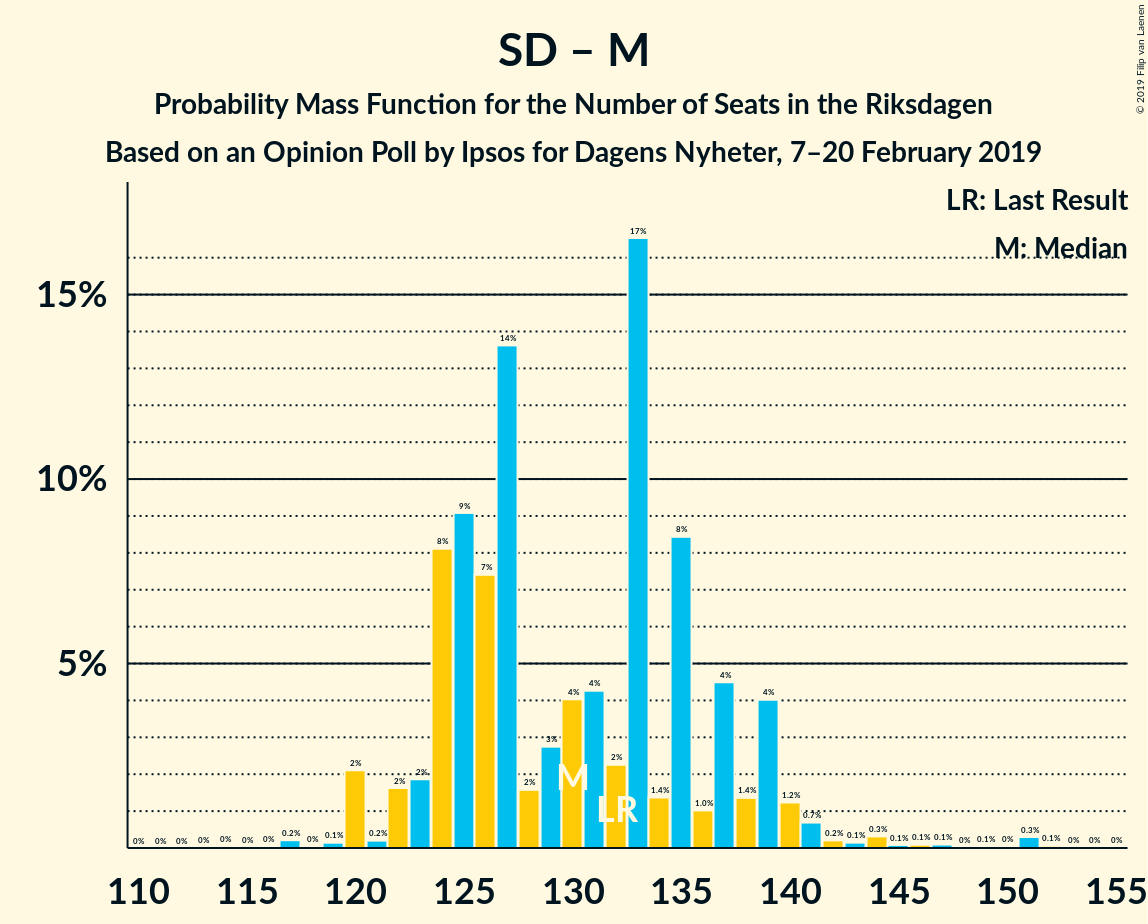 SD – M
Probability Mass Function for the Number of Seats in the Riksdagen
Based on an Opinion Poll by Ipsos for Dagens Nyheter, 7–20 February 2019
© 2019 Filip van Laenen
LR: Last Result
M: Median
15%
10%
5%
0% 0% 0% 0% 0% 0% 0% 0.2% 0% 0.1% 2% 0.2% 2% 2% 8% 9% 7% 14% 2% 3% 4% 4% 2% 17% 1.4% 8% 1.0% 4% 1.4% 4% 1.2% 0.7% 0.2% 0.1% 0.3% 0.1% 0.1% 0.1% 0% 0.1% 0% 0.3% 0.1% 0% 0% 0%
M
LR
110 115 120 125 130 135 140 145 150 155